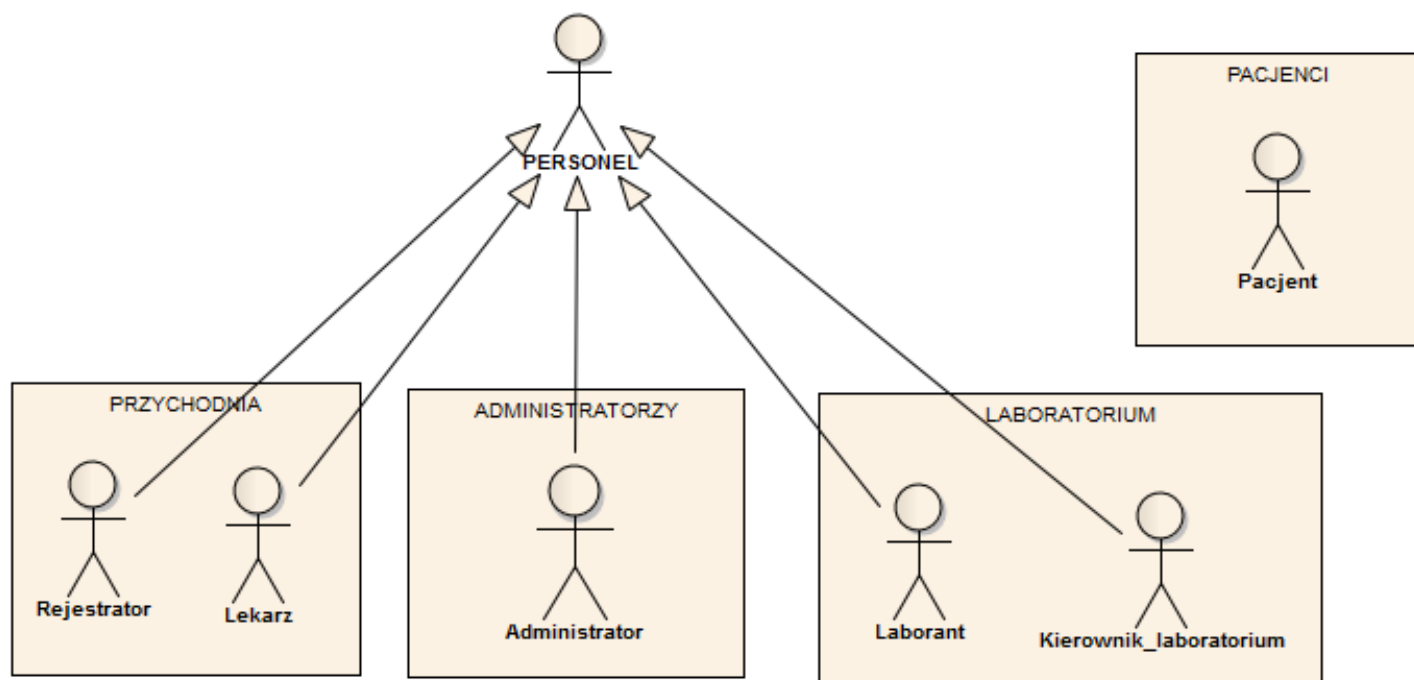 PERSONEL
PACJENCI
Pacjent
PRZYCHODNIA
Rejestrator
Lekarz
ADMINISTRATORZY
Administrator
LABORATORIUM
Laborant
Kierownik_laboratorium